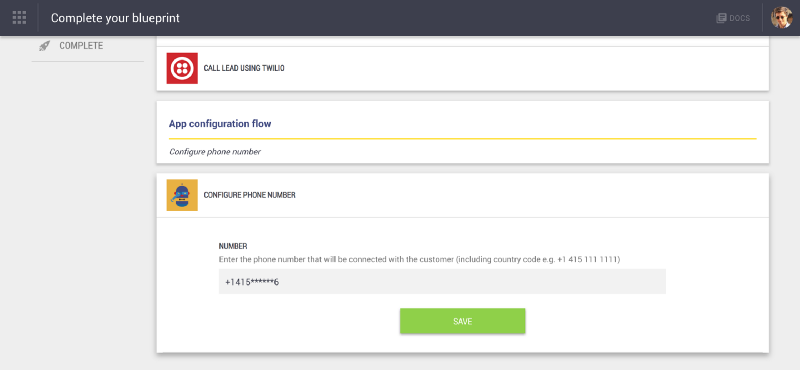 Complete your blueprint
DOCS
COMPLETE
CALL LEAD USING TWILIO
App configuration flow
Configure phone number
CONFIGURE PHONE NUMBER
NUMBER
Enter the phone number that will be connected with the customer (including country code e.g. +1 415 111 1111)
+1415******6
SAVE